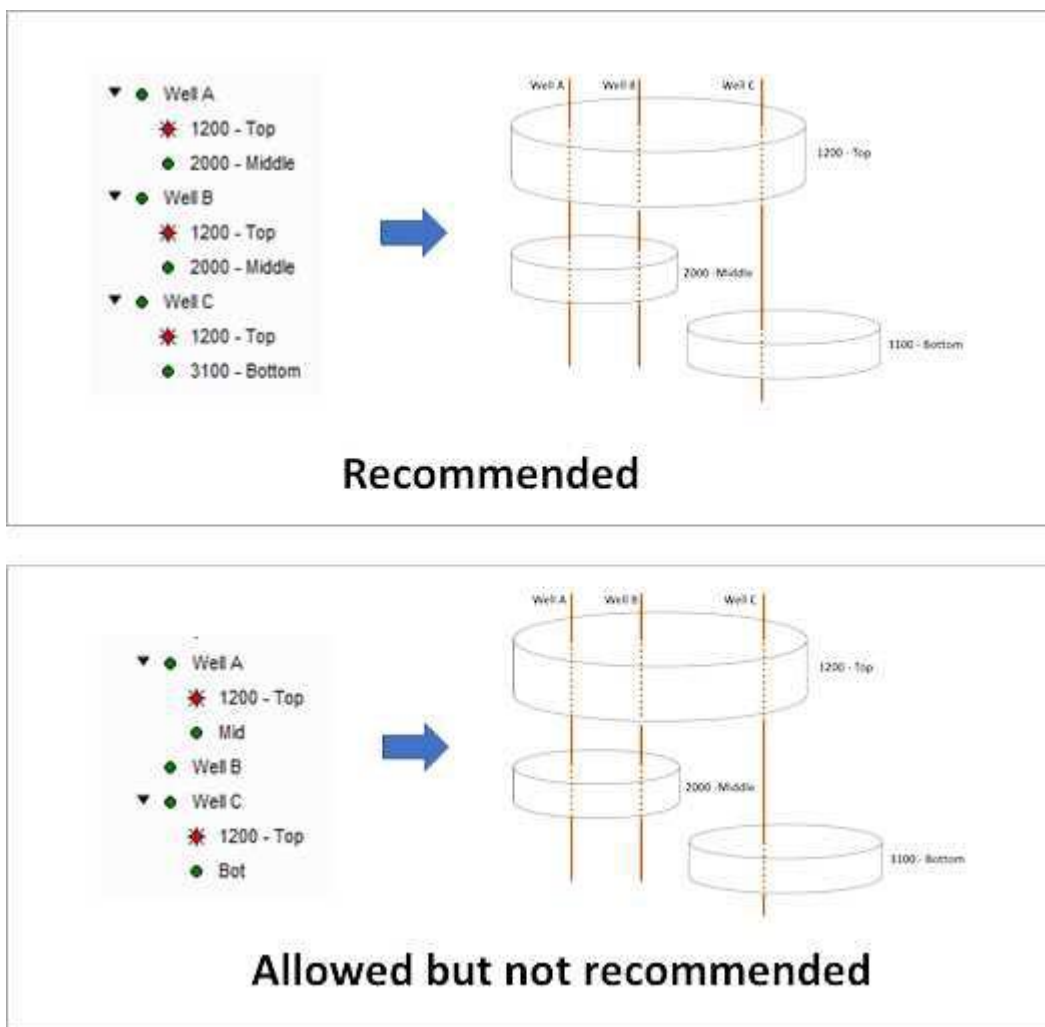 Well A
1200 - Top
2000 - Middle
Well B
1200 - Top
2000 - Middle
Well C
1200 - Top
3100 - Bottom
Well A
Well B
Well C
1200 - Top
2000 - Middle
3100 - Bottom
Recommended
Well A
1200 - Top
Mid
Well B
Well C
1200 - Top
Bot
Well A
Well B
Well C
1200 - Top
2000 - Middle
3100 - Bottom
Allowed but not recommended